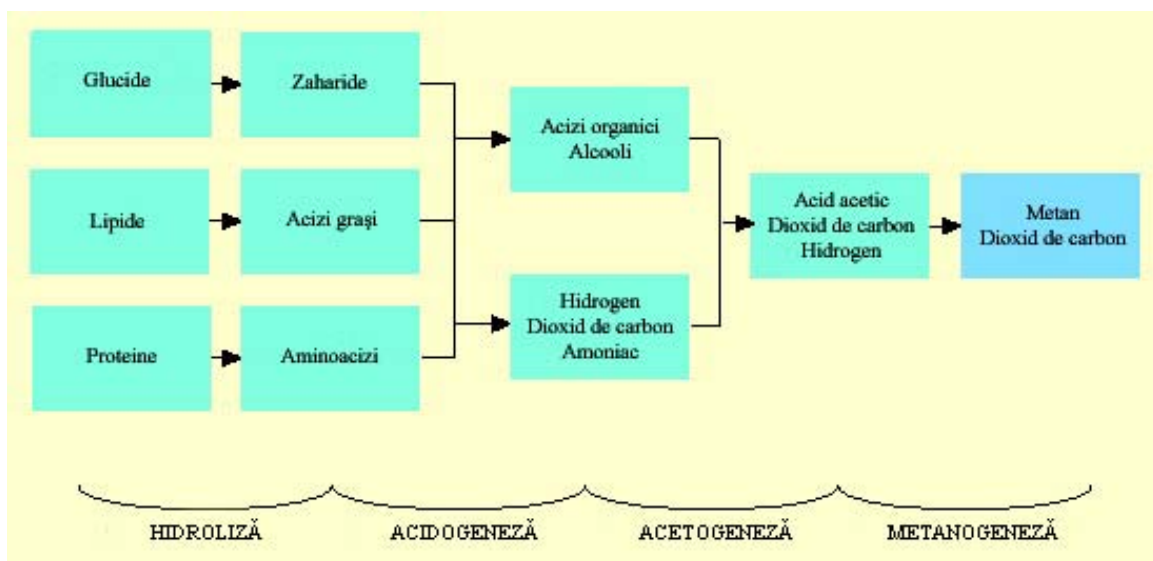 Glucide
Zaharide
Acizi organici
Alcooli
Lipide
Acizi grași
Acid acetic
Dioxid de carbon
Hidrogen
Metan
Dioxid de carbon
Hidrogen
Dioxid de carbon
Amoniac
Proteine
Aminoacizi
HIDROLIZĂ
ACIDOGENEZĂ
ACETOGENEZĂ
METANOGENEZĂ